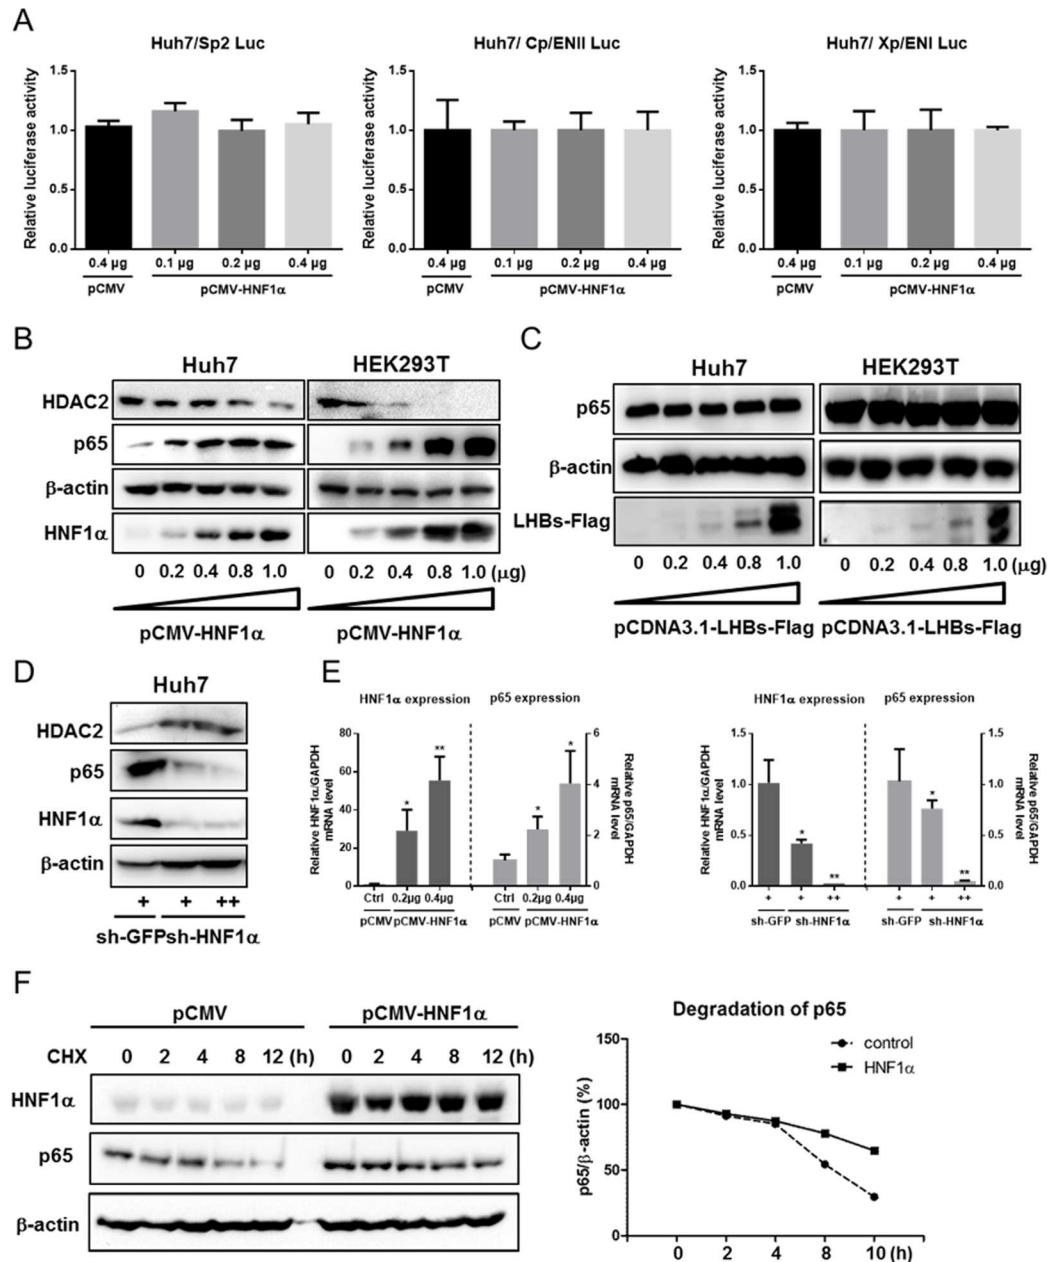 A
Huh7/Sp2 Luc
Relative luciferase activity
1.5
1.0
0.5
0.0
0.4 µg 0.1 µg 0.2 µg 0.4 µg
pCMV pCMV-HNF1α
Huh7/ Cp/ENII Luc
Relative luciferase activity
1.5
1.0
0.5
0.0
0.4 µg 0.1 µg 0.2 µg 0.4 µg
pCMV pCMV-HNF1α
Huh7/ Xp/ENI Luc
Relative luciferase activity
1.5
1.0
0.5
0.0
0.4 µg 0.1 µg 0.2 µg 0.4 µg
pCMV pCMV-HNF1α
B
Huh7 HEK293T
HDAC2
p65
β-actin
HNF1α
0 0.2 0.4 0.8 1.0 0 0.2 0.4 0.8 1.0 (µg)
pCMV-HNF1α pCMV-HNF1α
C
Huh7 HEK293T
p65
β-actin
LHBs-Flag
0 0.2 0.4 0.8 1.0 0 0.2 0.4 0.8 1.0 (µg)
pCDNA3.1-LHBs-Flag pCDNA3.1-LHBs-Flag
D
Huh7
HDAC2
p65
HNF1α
β-actin
+ + ++
sh-GFP sh-HNF1α
E
HNF1α expression p65 expression
Relative HNF1α/GAPDH
mRNA level
80
60
40
20
0
* ** * *
6
4
2
0
Relative p65/GAPDH
mRNA level
Ctrl 0.2µg 0.4µg Ctrl 0.2µg 0.4µg
pCMV pCMV-HNF1α pCMV pCMV-HNF1α
HNF1α expression p65 expression
Relative HNF1α/GAPDH
mRNA level
1.5
1.0
0.5
0.0
* ** * **
1.5
1.0
0.5
0.0
Relative p65/GAPDH
mRNA level
+ + ++ + + ++
sh-GFP sh-HNF1α sh-GFP sh-HNF1α
F
pCMV pCMV-HNF1α
CHX 0 2 4 8 12 (h) 0 2 4 8 12 (h)
HNF1α
p65
β-actin
Degradation of p65
control
HNF1α
p65/β-actin (%)
150
100
50
0
0 2 4 8 10 (h)